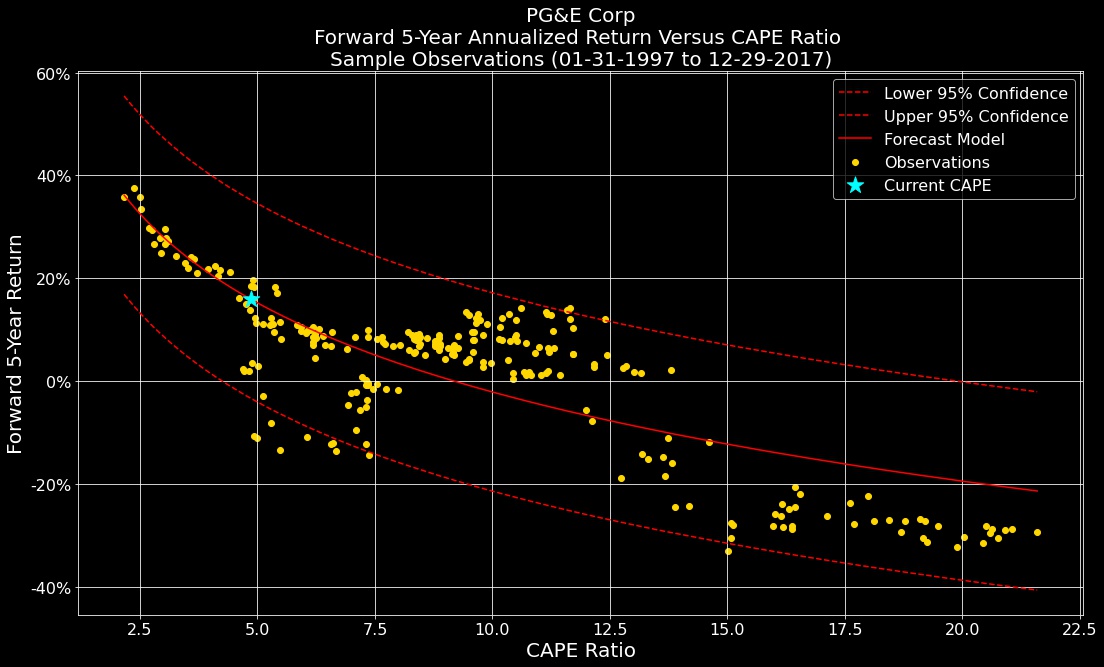 PG&E Corp
Forward 5-Year Annualized Return Versus CAPE Ratio
Sample Observations (01-31-1997 to 12-29-2017)
Lower 95% Confidence
Upper 95% Confidence
Forecast Model
Observations
Current CAPE
Forward 5-Year Return
60%
40%
20%
0%
-20%
-40%
2.5 5.0 7.5 10.0 12.5 15.0 17.5 20.0 22.5
CAPE Ratio